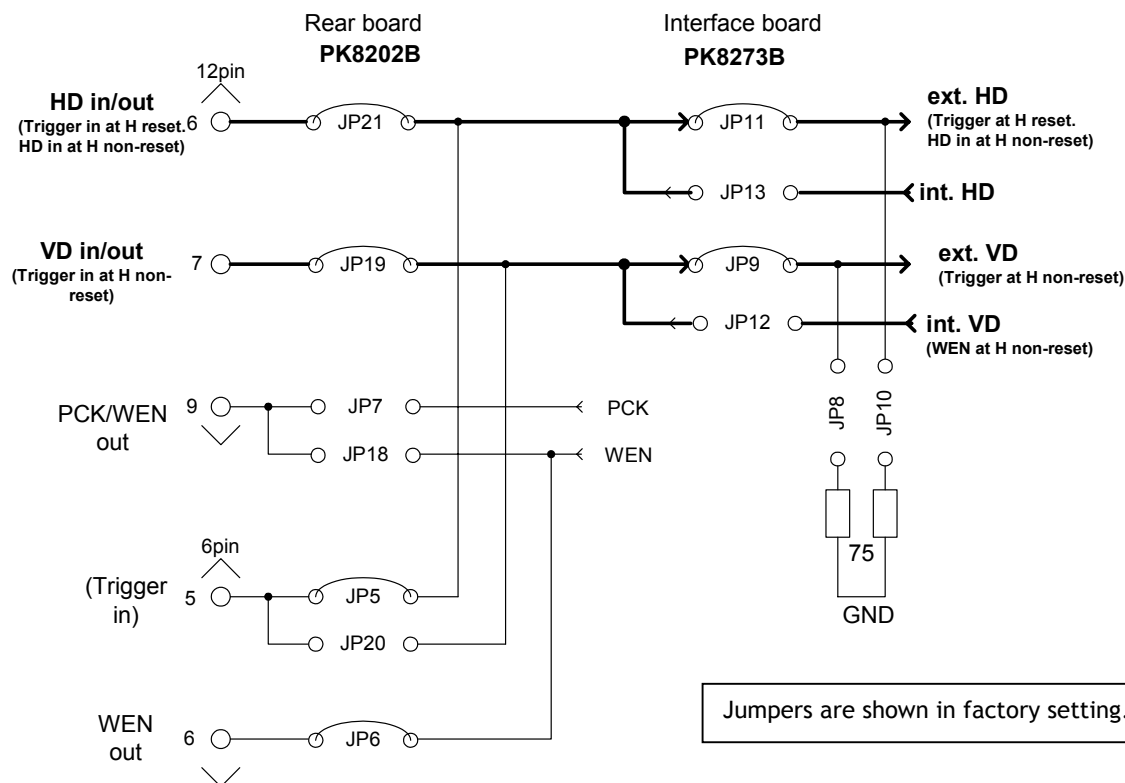 Rear board
PK8202B
Interface board
PK8273B
12pin
HD in/out
(Trigger in at H reset.
HD in at H non-reset)
6
JP21
JP11
ext. HD
(Trigger at H reset.
HD in at H non-reset)
JP13
int. HD
VD in/out
(Trigger in at H non-
reset)
7
JP19
JP9
ext. VD
(Trigger at H non-reset)
JP12
int. VD
(WEN at H non-reset)
PCK/WEN
out
9
JP7
PCK
JP18
WEN
JP8
JP10
75
GND
6pin
(Trigger
in)
5
JP5
JP20
WEN
out
6
JP6
Jumpers are shown in factory setting.